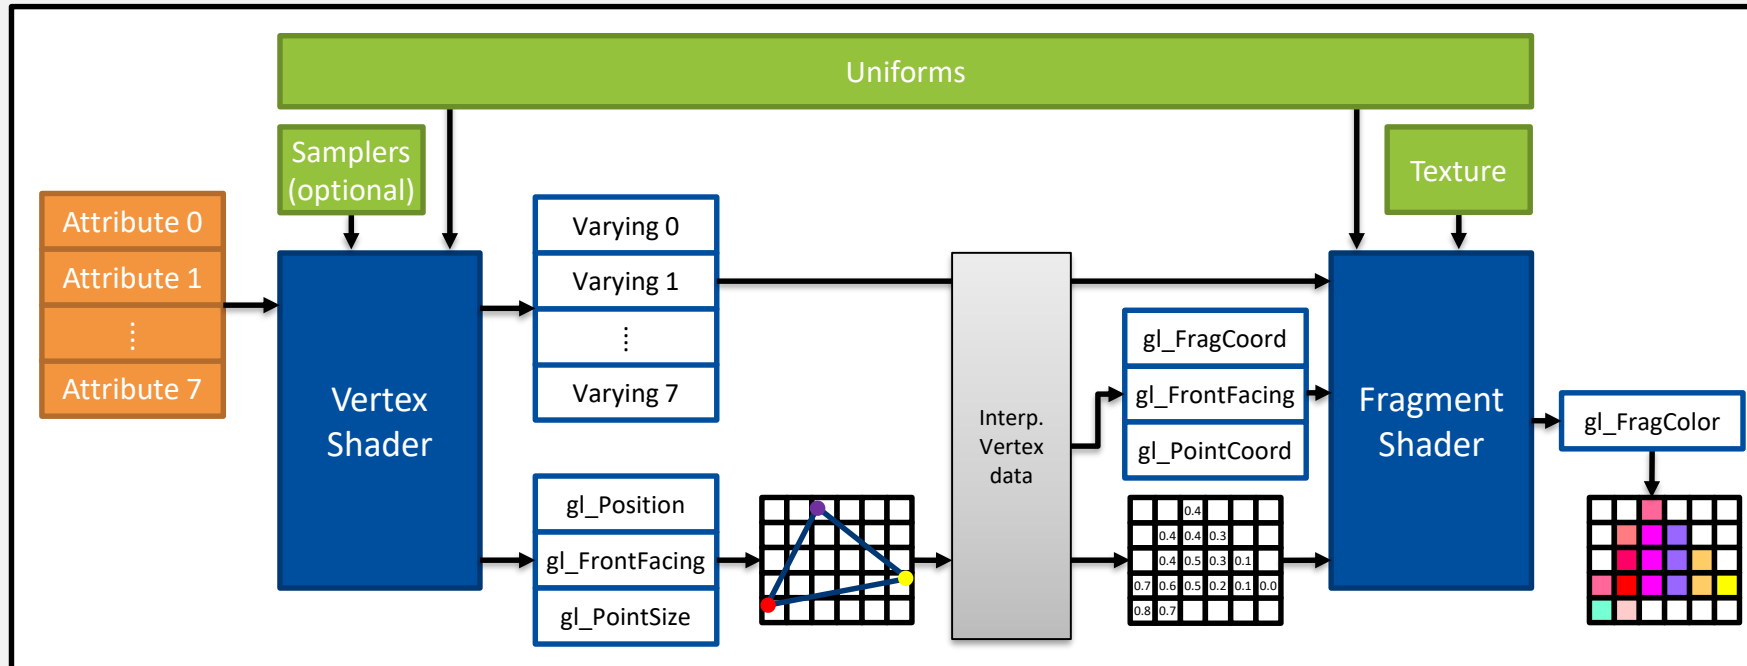 Uniforms
Samplers
(optional)
Texture
Attribute 0
Attribute 1
⋮
Attribute 7
Vertex
Shader
Varying 0
Varying 1
⋮
Varying 7
gl_Position
gl_FrontFacing
gl_PointSize
Interp.
Vertex
data
gl_FragCoord
gl_FrontFacing
gl_PointCoord
0.4
0.4 0.4 0.3
0.4 0.5 0.3 0.1
0.7 0.6 0.5 0.2 0.1 0.0
0.8 0.7
Fragment
Shader
gl_FragColor